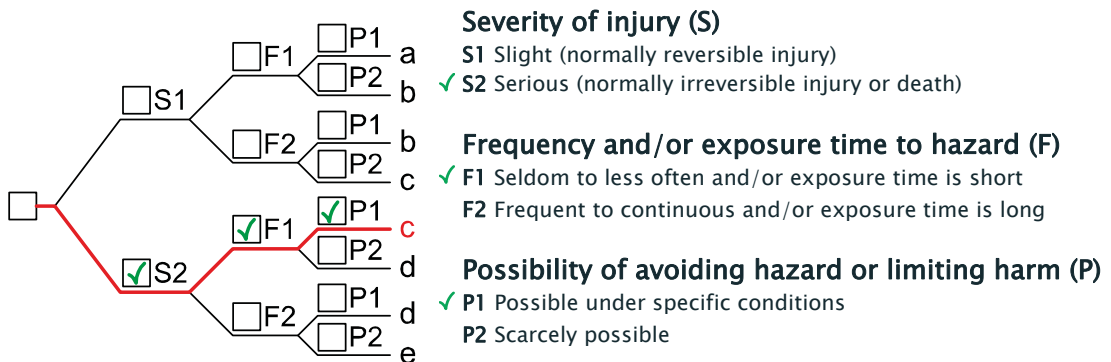 P1
a
F1
P2
b
S1
P1
b
F2
P2
c
P1
c
F1
P2
d
S2
P1
d
F2
P2
e
Severity of injury (S)
S1 Slight (normally reversible injury)
S2 Serious (normally irreversible injury or death)
Frequency and/or exposure time to hazard (F)
F1 Seldom to less often and/or exposure time is short
F2 Frequent to continuous and/or exposure time is long
Possibility of avoiding hazard or limiting harm (P)
P1 Possible under specific conditions
P2 Scarcely possible